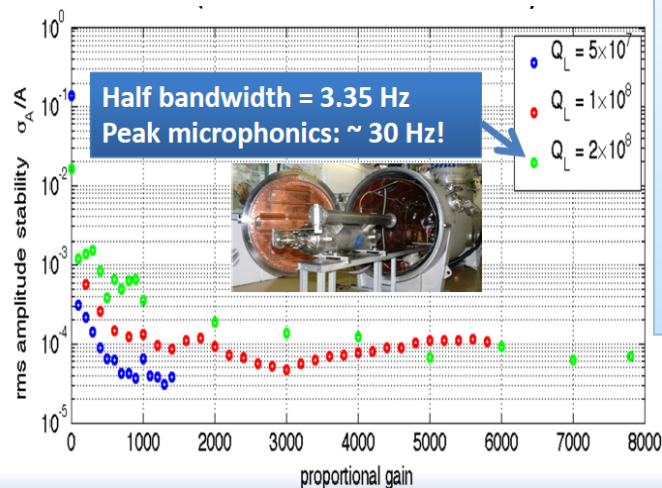 10^0
10^-1
10^-2
10^-3
10^-4
10^-5
rms amplitude stability σ_A/A
Half bandwidth = 3.35 Hz
Peak microphonics: ~ 30 Hz!
Q_L = 5×10^7
Q_L = 1×10^8
Q_L = 2×10^8
0 1000 2000 3000 4000 5000 6000 7000 8000
proportional gain